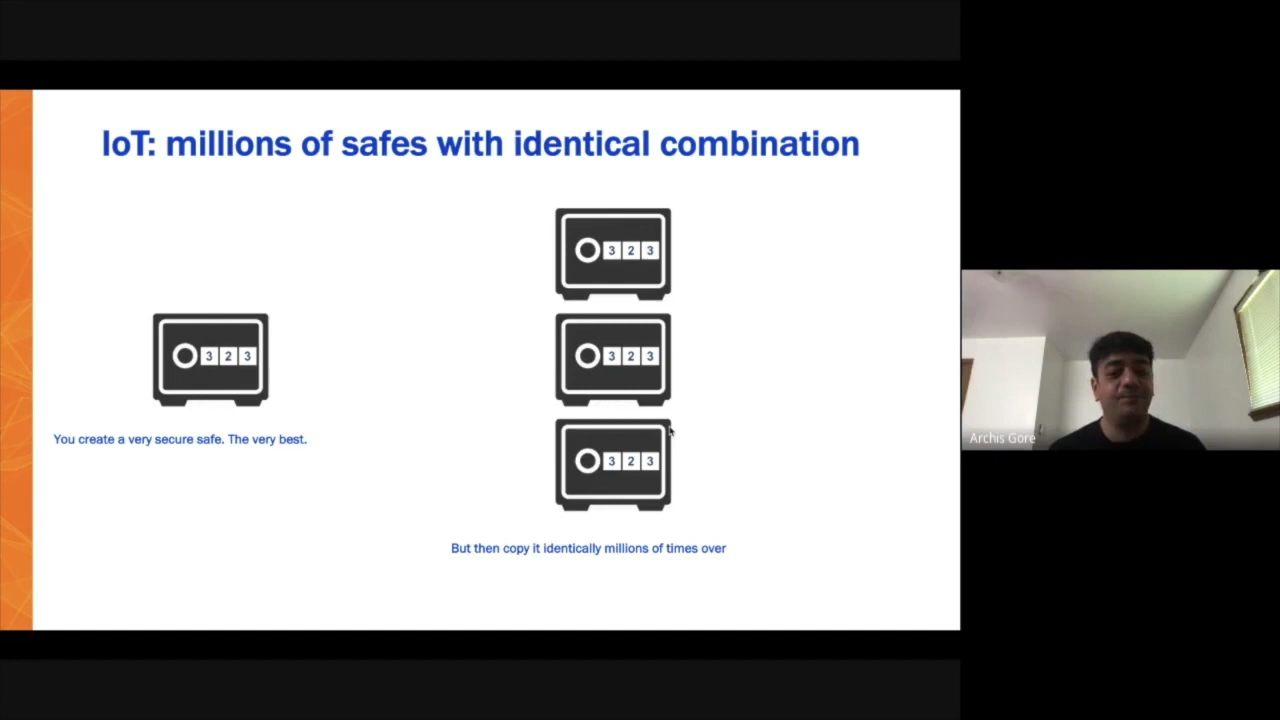 IoT: millions of safes with identical combination
3 2 3
3 2 3
3 2 3
3 2 3
You create a very secure safe. The very best.
But then copy it identically millions of times over
Archis Gore